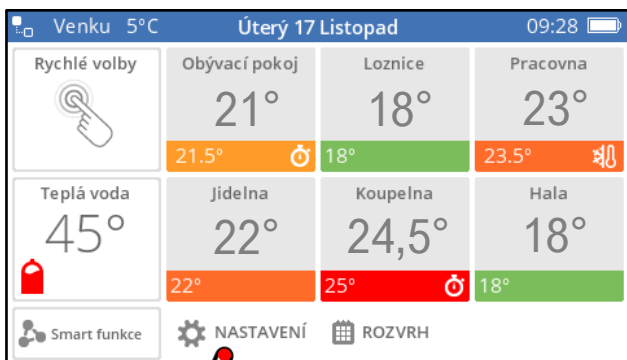 Venku 5°C Úterý 17 Listopad 09:28
Rychlé volby
Obývací pokoj
21°
21.5°
Loznice
18°
18°
Pracovna
23°
23.5°
Teplá voda
45°
Jidelna
22°
22°
Koupelna
24,5°
25°
Hala
18°
18°
Smart funkce NASTAVENÍ ROZVRH